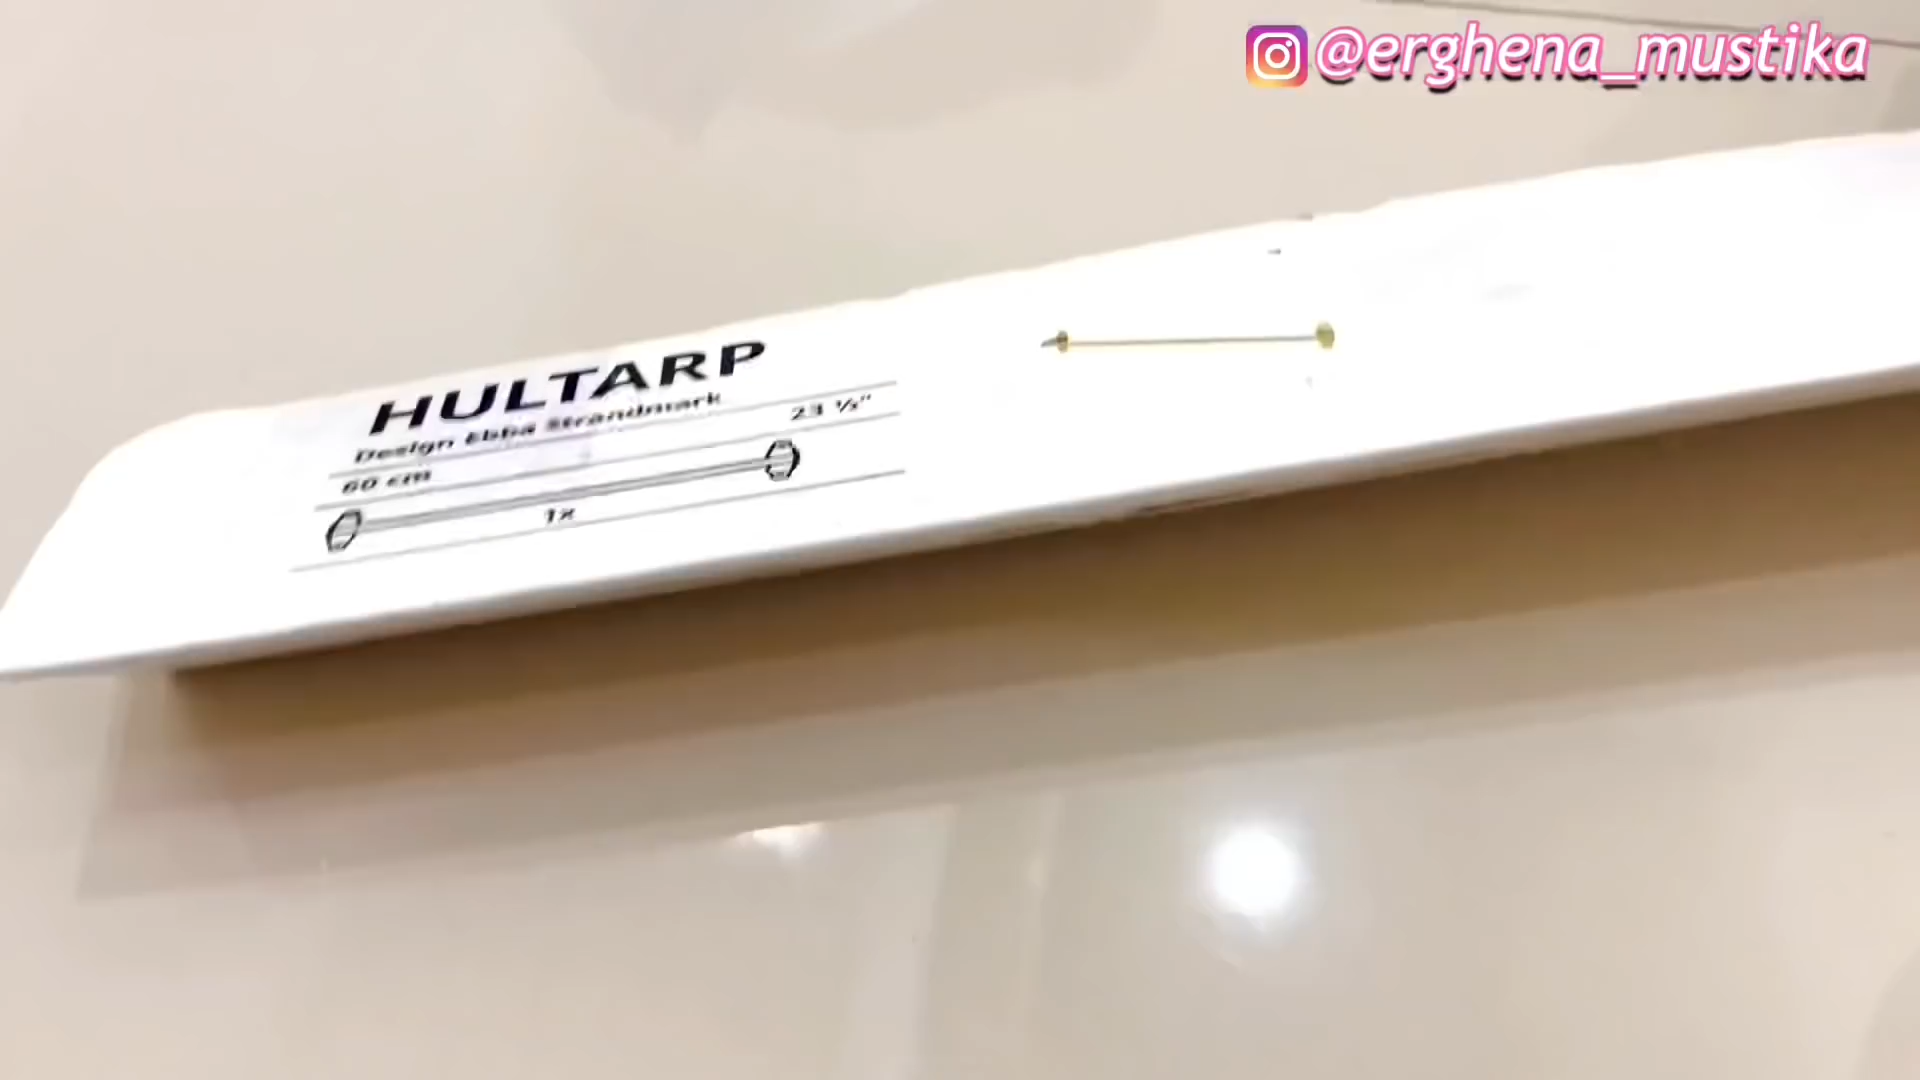 @erghena_mustika
HULTARP
Design Ebba Strandmark
60 cm
23 ½"
1x